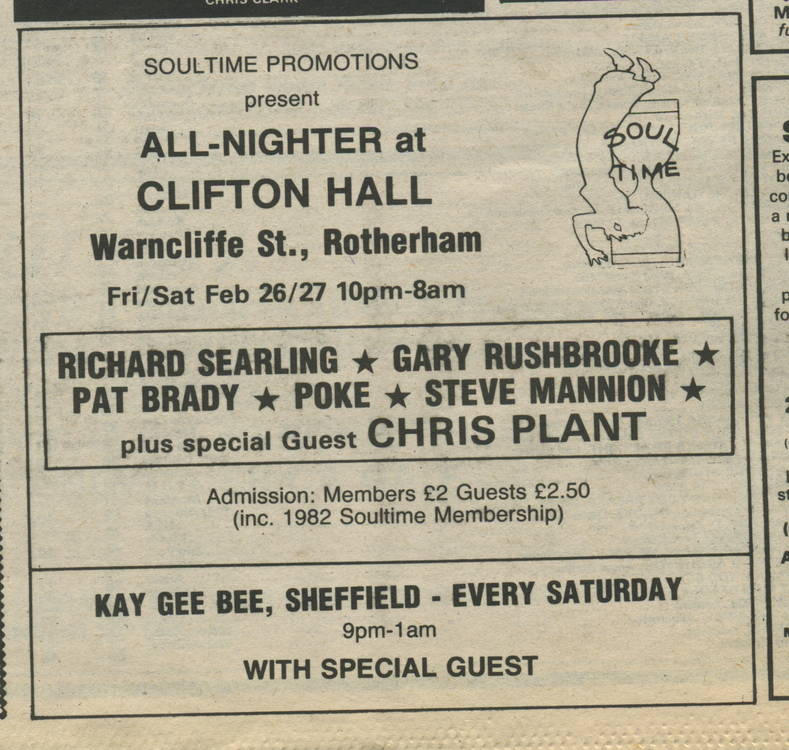 CHRIS CLARK
SOULTIME PROMOTIONS
present
ALL-NIGHTER at
CLIFTON HALL
Warncliffe St., Rotherham
Fri/Sat Feb 26/27 10pm-8am
SOUL
TIME
RICHARD SEARLING ★ GARY RUSHBROOKE ★
PAT BRADY ★ POKE ★ STEVE MANNION ★
plus special Guest CHRIS PLANT
Admission: Members £2 Guests £2.50
(inc. 1982 Soultime Membership)
KAY GEE BEE, SHEFFIELD - EVERY SATURDAY
9pm-1am
WITH SPECIAL GUEST